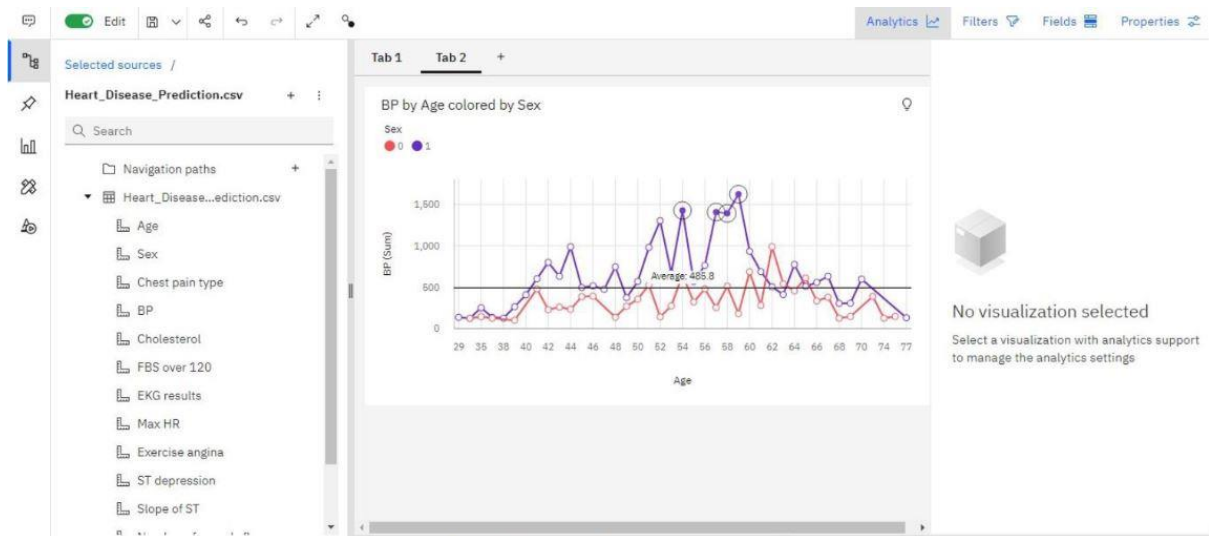 Edit
Analytics Filters Fields Properties
Selected sources /
Heart_Disease_Prediction.csv
Search
Navigation paths
Heart_Disease...ediction.csv
Age
Sex
Chest pain type
BP
Cholesterol
FBS over 120
EKG results
Max HR
Exercise angina
ST depression
Slope of ST
Tab 1 Tab 2 +
BP by Age colored by Sex
Sex
0 1
BP (Sum)
1,500
1,000
500
0
Average: 485.8
29 35 38 40 42 44 46 48 50 52 54 56 58 60 62 64 66 68 70 74 77
Age
No visualization selected
Select a visualization with analytics support
to manage the analytics settings